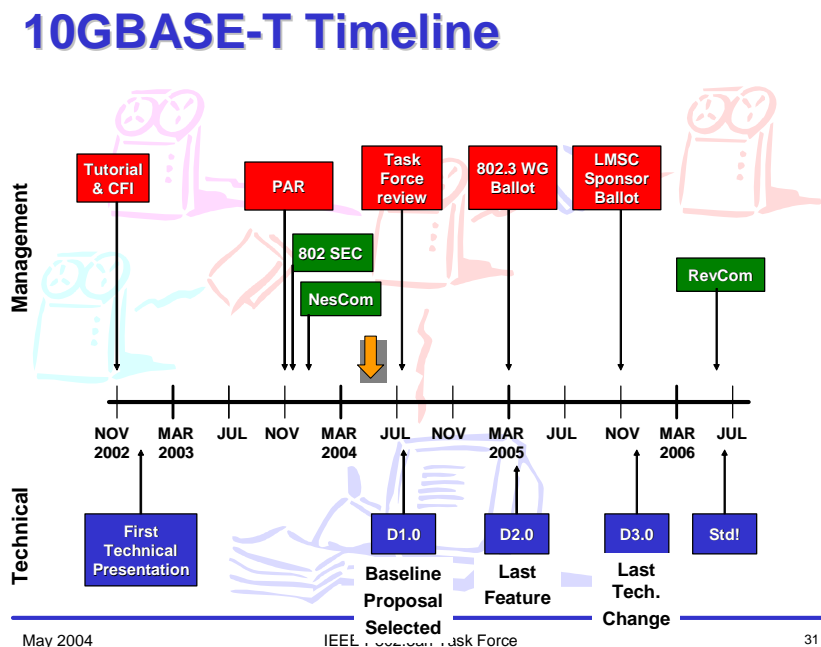 10GBASE-T Timeline
Management
Tutorial
& CFI
PAR
Task
Force
review
802.3 WG
Ballot
LMSC
Sponsor
Ballot
802 SEC
NesCom
RevCom
NOV
2002
MAR
2003
JUL
NOV
MAR
2004
JUL
NOV
MAR
2005
JUL
NOV
MAR
2006
JUL
Technical
First
Technical
Presentation
D1.0
Baseline
Proposal
Selected
D2.0
Last
Feature
D3.0
Last
Tech.
Change
Std!
May 2004
IEEE Task Force
31